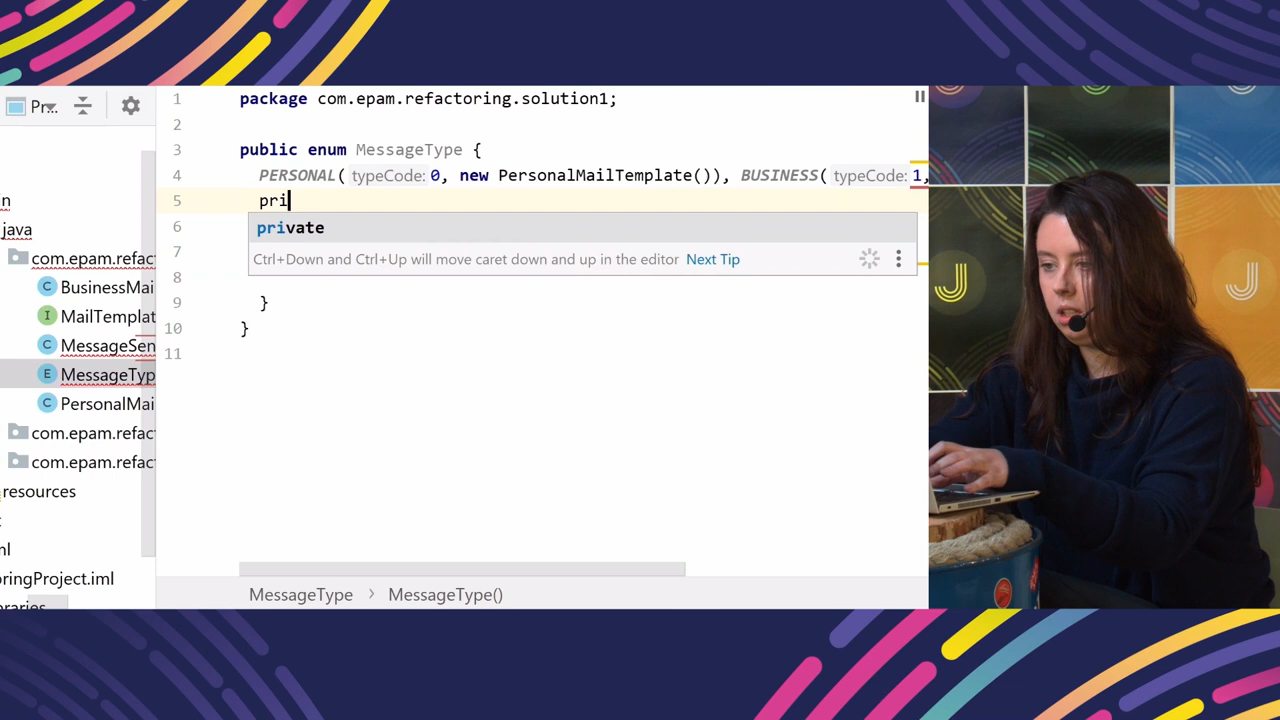 Pr...
n
java
com.epam.refac
BusinessMai
MailTemplat
MessageSen
MessageTyp
PersonalMai
com.epam.refac
com.epam.refac
resources
ml
oringProject.iml
1 package com.epam.refactoring.solution1;
2
3 public enum MessageType {
4 PERSONAL( typeCode: 0, new PersonalMailTemplate()), BUSINESS( typeCode: 1,
5 pri
private
6
Ctrl+Down and Ctrl+Up will move caret down and up in the editor Next Tip
7
8
9 }
10 }
11
MessageType > MessageType()